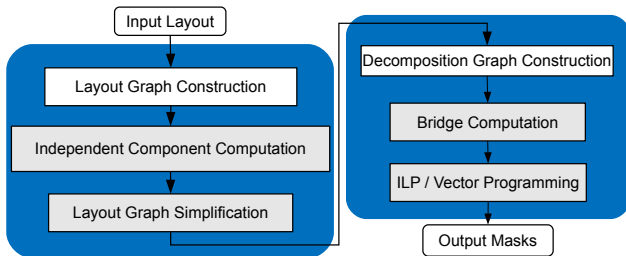 Input Layout
Layout Graph Construction
Independent Component Computation
Layout Graph Simplification
Decomposition Graph Construction
Bridge Computation
ILP / Vector Programming
Output Masks